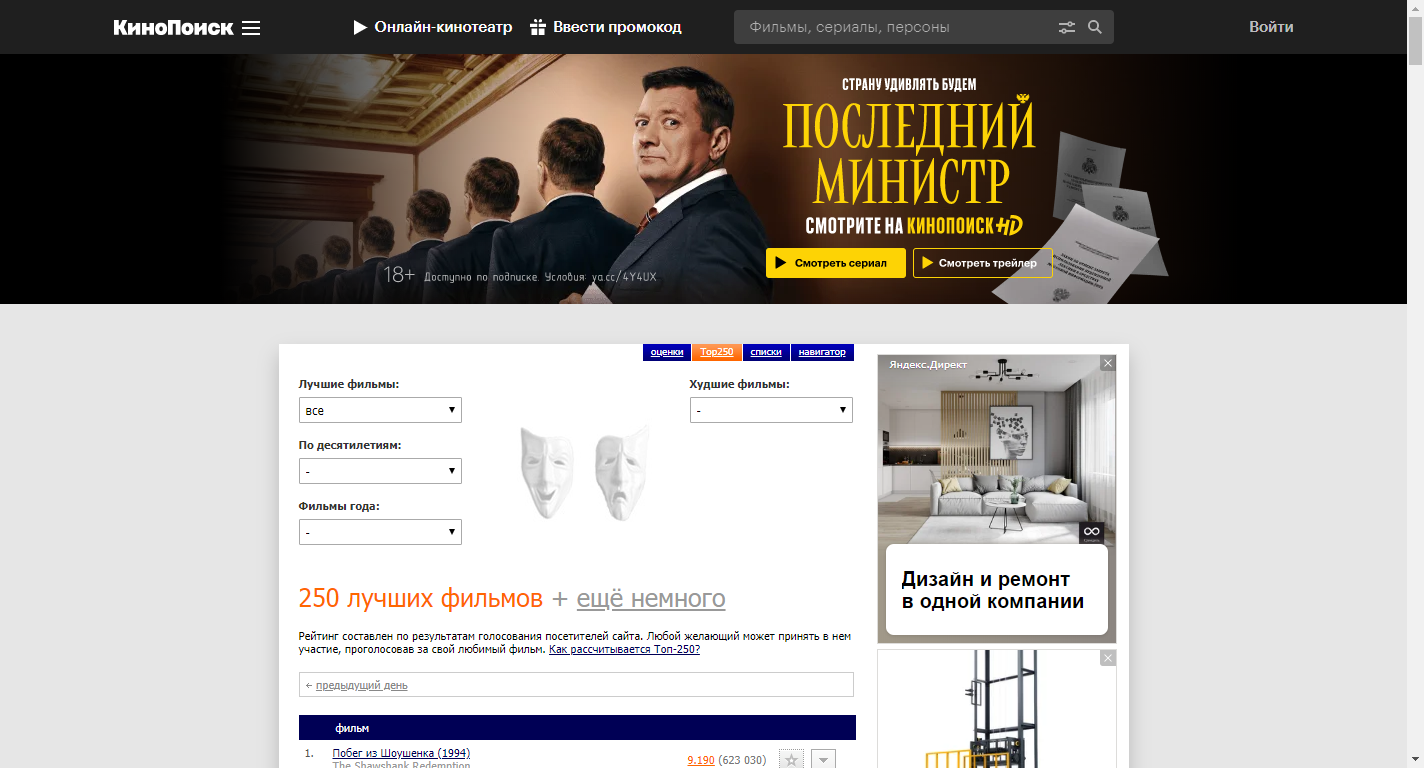 КиноПоиск
Онлайн-кинотеатр
Ввести промокод
Фильмы, сериалы, персоны
Войти
СТРАНУ УДИВЛЯТЬ БУДЕМ
ПОСЛЕДНИЙ
МИНИСТР
СМОТРИТЕ НА КИНОПОИСК HD
Смотреть сериал
Смотреть трейлер
18+ Доступно по подписке. Условия: ya.cc/4Y4UX
оценки
Top250
списки
навигатор
Лучшие фильмы:
все
По десятилетиям:
-
Фильмы года:
-
Худшие фильмы:
-
250 лучших фильмов + ещё немного
Рейтинг составлен по результатам голосования посетителей сайта. Любой желающий может принять в нем
участие, проголосовав за свой любимый фильм. Как рассчитывается Топ-250?
← предыдущий день
фильм
1. Побег из Шоушенка (1994) 9.190 (623 030)
The Shawshank Redemption
Яндекс.Директ
Дизайн и ремонт
в одной компании